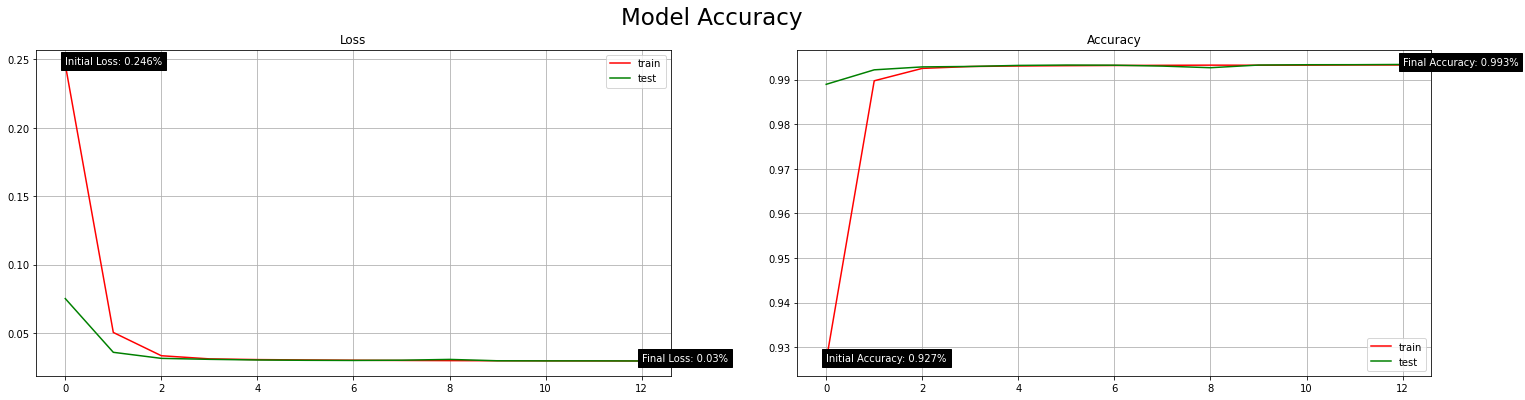 Model Accuracy
Loss
0.25
0.20
0.15
0.10
0.05
0 2 4 6 8 10 12
Initial Loss: 0.246%
Final Loss: 0.03%
train
test
Accuracy
0.99
0.98
0.97
0.96
0.95
0.94
0.93
0 2 4 6 8 10 12
Final Accuracy: 0.993%
Initial Accuracy: 0.927%
train
test